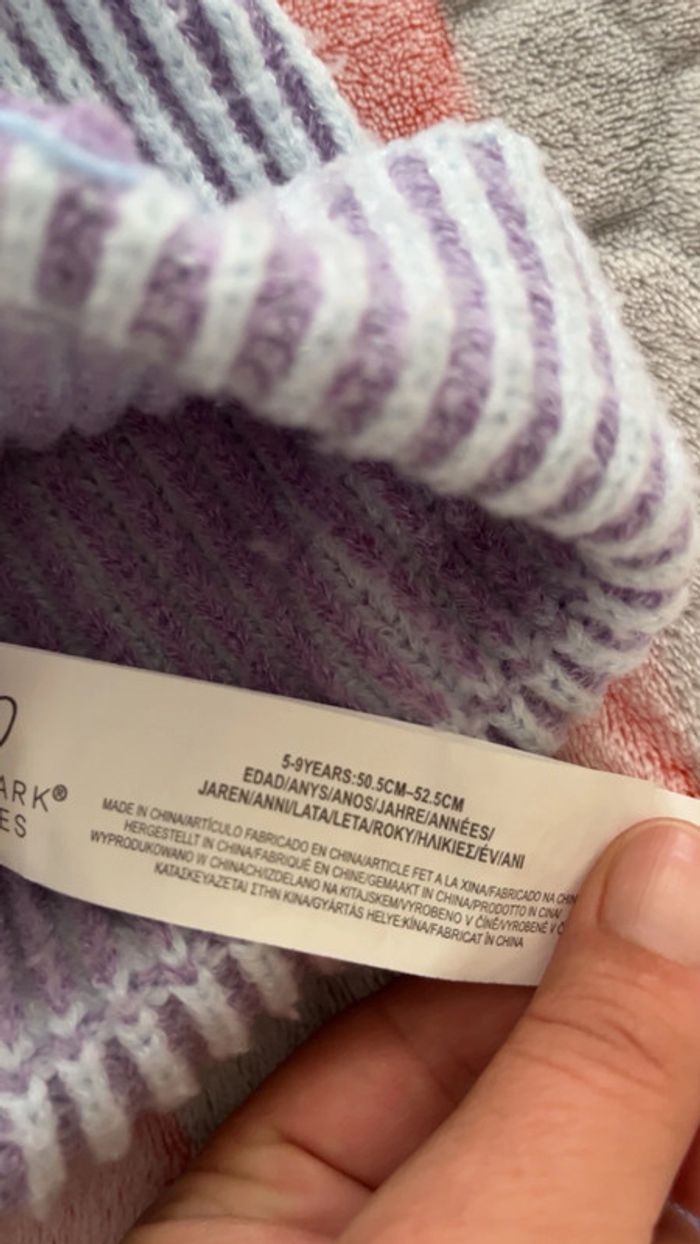 ARK®
ES
5-9YEARS:50.5CM–52.5CM
EDAD/ANYS/ANOS/JAHRE/ANNÉES/
JAREN/ANNI/LATA/LETA/ROKY/ΗΛΙΚΙΕΣ/ÉV/ANI
MADE IN CHINA/ARTÍCULO FABRICADO EN CHINA/ARTICLE FET A LA XINA/FABRICADO NA CHIN
HERGESTELLT IN CHINA/FABRIQUÉ EN CHINE/GEMAAKT IN CHINA/PRODOTTO IN CINA/
WYPRODUKOWANO W CHINACH/IZDELANO NA KITAJSKEM/VYROBENO V ČÍNĚ/VYROBENÉ V Č
ΚΑΤΑΣΚΕΥΑΖΕΤΑΙ ΣΤΗΝ ΚΙΝΑ/GYÁRTÁS HELYE:KÍNA/FABRICAT ÎN CHINA